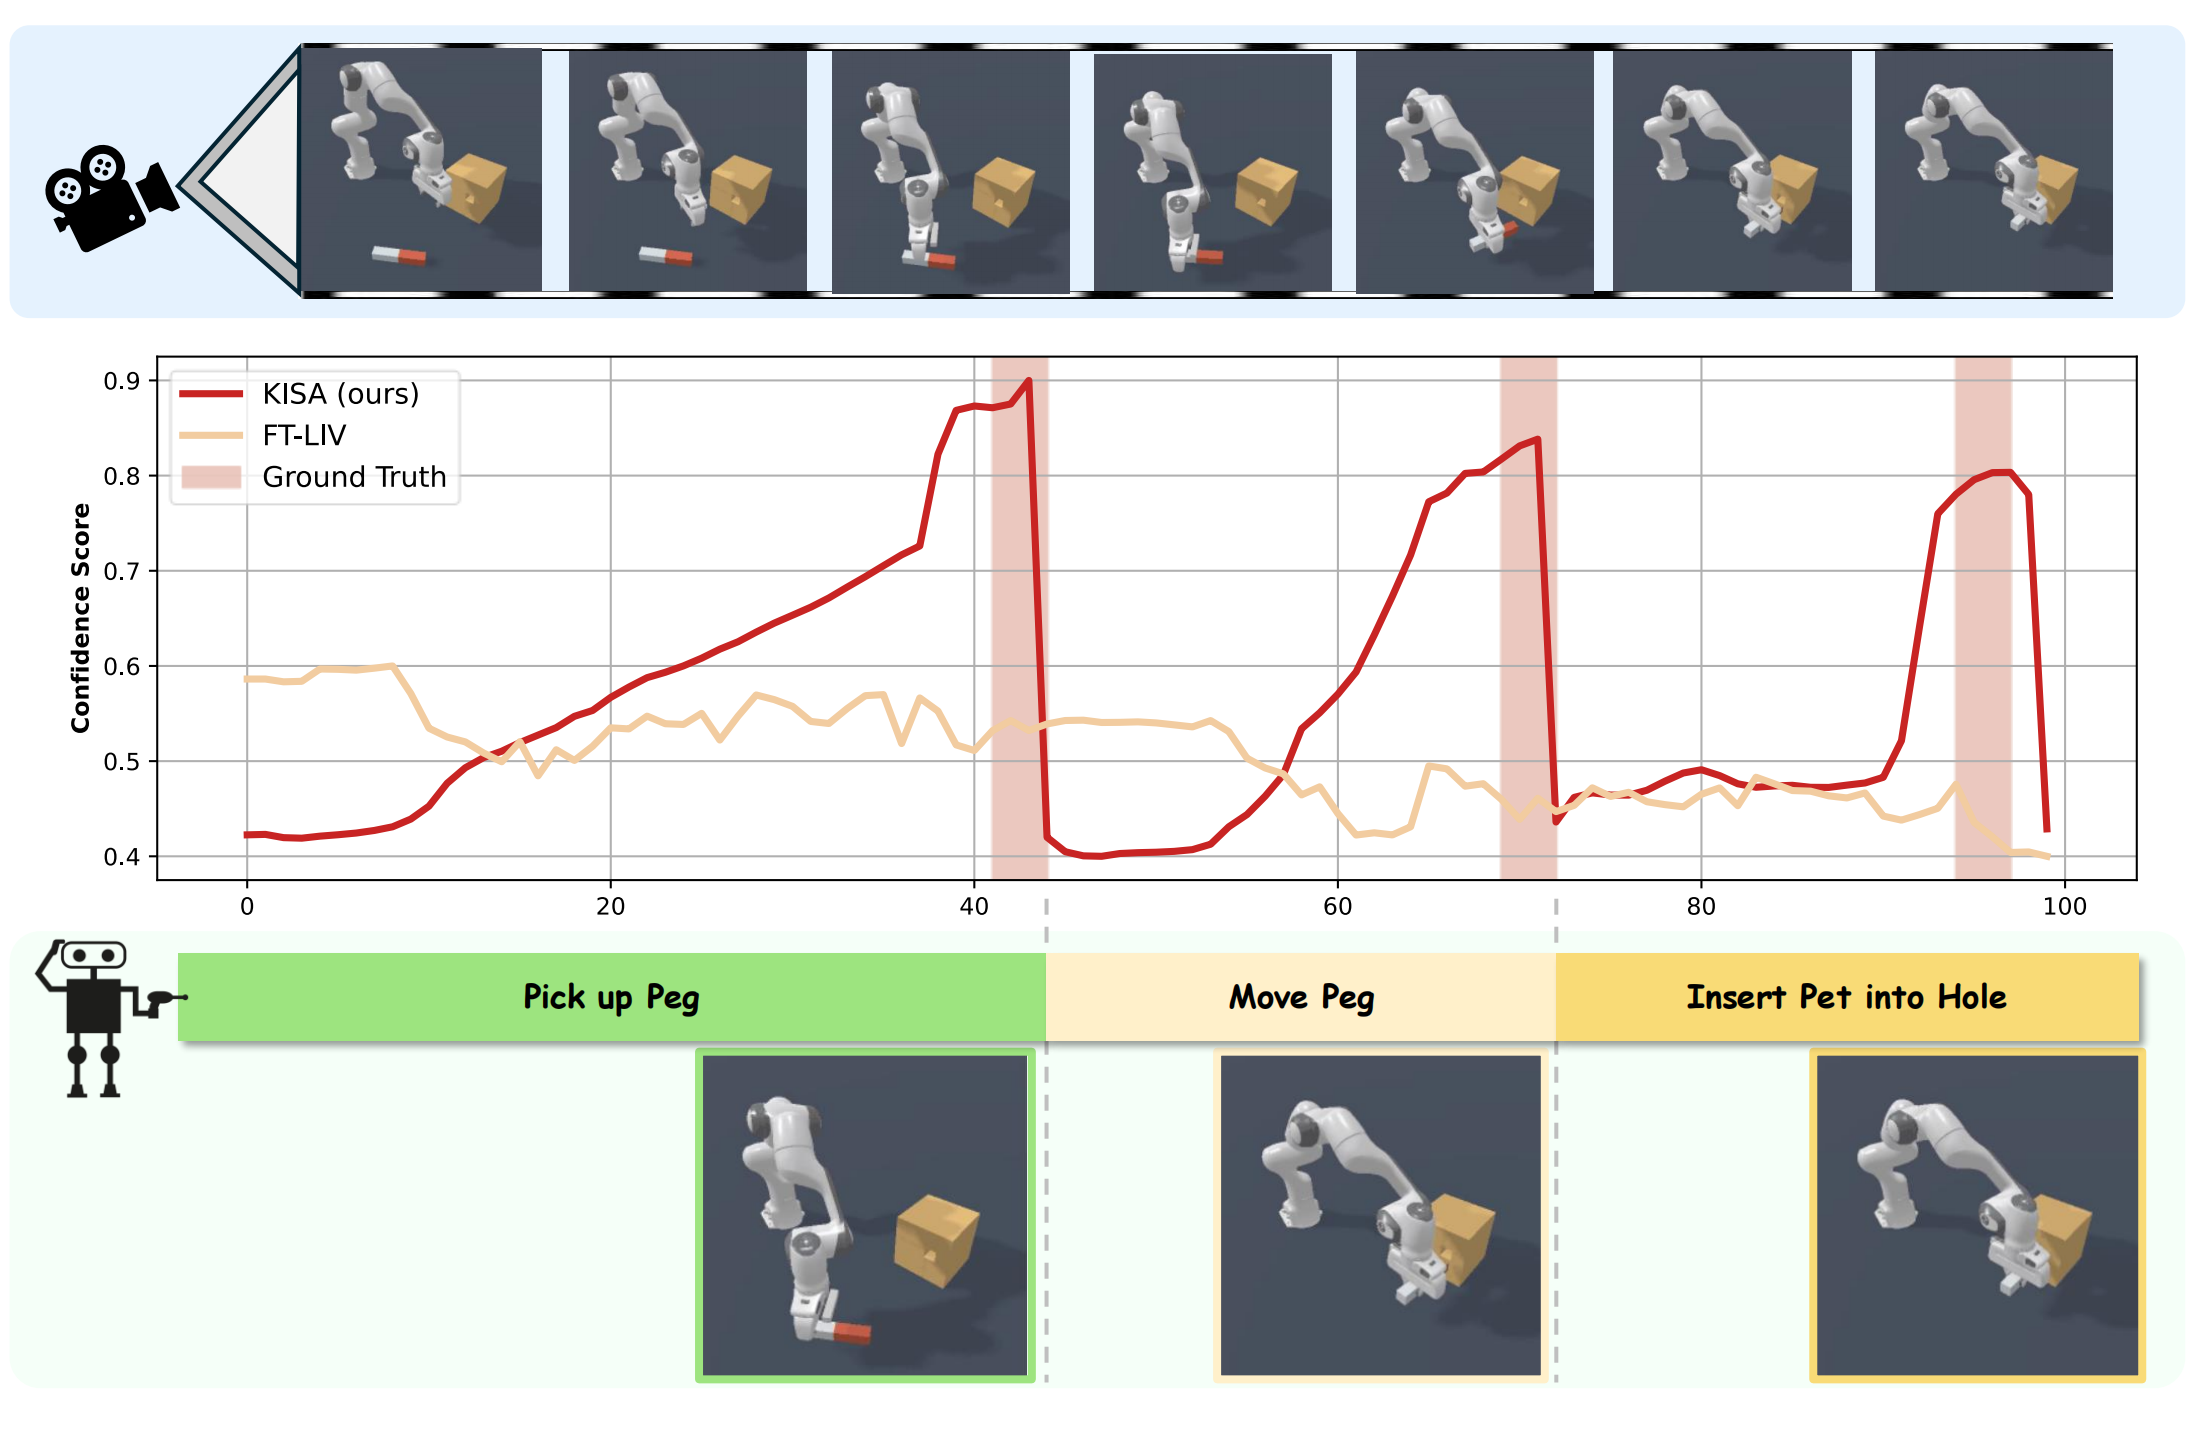 KISA (ours)
FT-LIV
Ground Truth
Confidence Score
0.9
0.8
0.7
0.6
0.5
0.4
0 20 40 60 80 100
Pick up Peg Move Peg Insert Pet into Hole